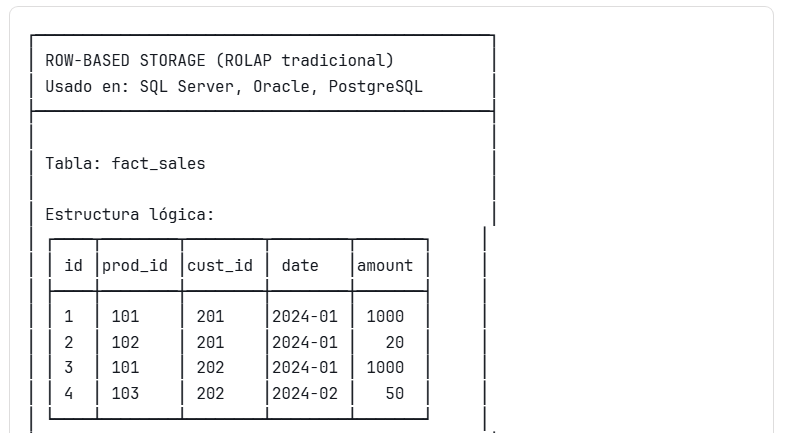 ROW-BASED STORAGE (ROLAP tradicional)
Usado en: SQL Server, Oracle, PostgreSQL
Tabla: fact_sales
Estructura lógica:
id prod_id cust_id date amount
1 101 201 2024-01 1000
2 102 201 2024-01 20
3 101 202 2024-01 1000
4 103 202 2024-02 50